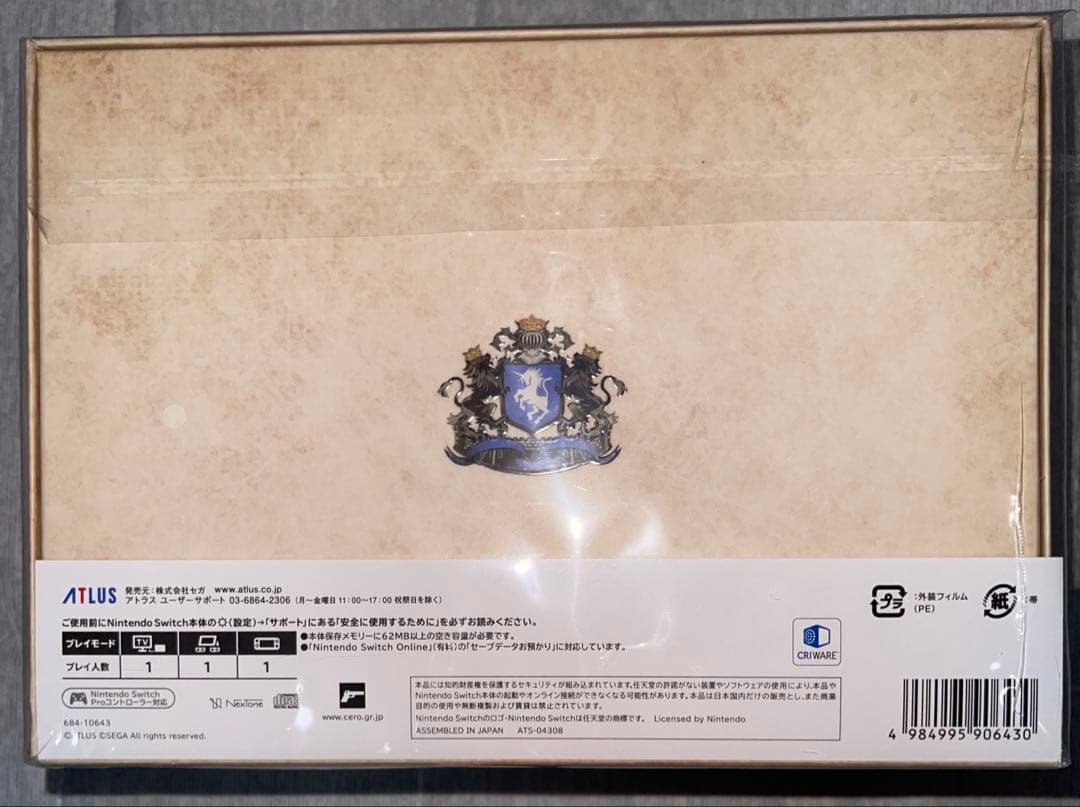 ATLUS 発売元：株式会社セガ www.atlus.co.jp
アトラス ユーザーサポート 03-6864-2306（月〜金曜日 11:00〜17:00 祝祭日を除く）
ご使用前にNintendo Switch本体の（設定）→「サポート」にある「安全に使用するために」を必ずお読みください。
プレイモード TV
プレイ人数 1 1 1
●本体保存メモリーに62MB以上の空き容量が必要です。
●「Nintendo Switch Online」（有料）の「セーブデータお預かり」に対応しています。
CRIWARE
プラ ：外装フィルム
（PE）
紙 ：帯
Nintendo Switch
Proコントローラー対応
NexTone
www.cero.gr.jp
684-10643
©ATLUS ©SEGA All rights reserved.
本品には知的財産権を保護するセキュリティが組み込まれています。任天堂の許諾がない装置やソフトウェアの使用により、本品や
Nintendo Switch本体の起動やオンライン接続ができなくなる可能性があります。本品は日本国内だけの販売とし、また商業
目的の使用や無断複製および賃貸は禁止されています。
Nintendo Switchのロゴ・Nintendo Switchは任天堂の商標です。 Licensed by Nintendo
ASSEMBLED IN JAPAN ATS-04308
4 984995 906430